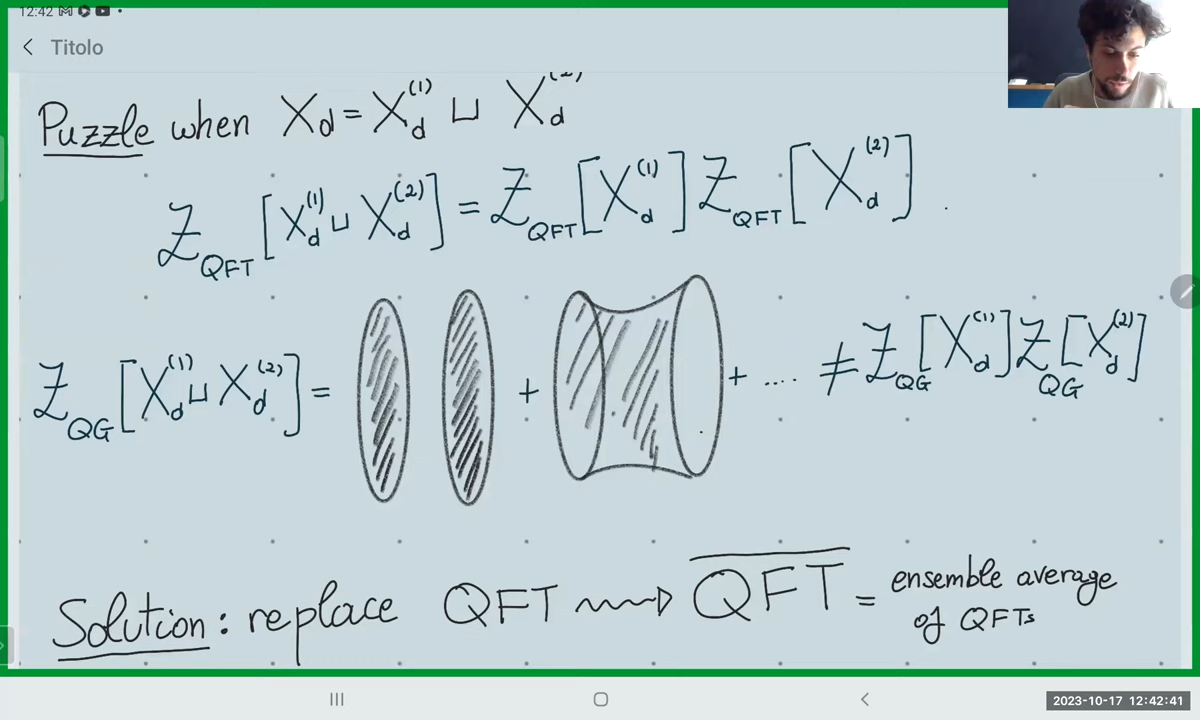 12:42
Titolo
Puzzle when X_d = X_d^(1) ⊔ X_d^(2)
Z_QFT [X_d^(1) ⊔ X_d^(2)] = Z_QFT [X_d^(1)] Z_QFT [X_d^(2)]
Z_QG [X_d^(1) ⊔ X_d^(2)] = + + .... ≠ Z_QG [X_d^(1)] Z_QG [X_d^(2)]
Solution: replace QFT ⟿ \overline{QFT} = ensemble average
of QFTs
2023-10-17 12:42:41